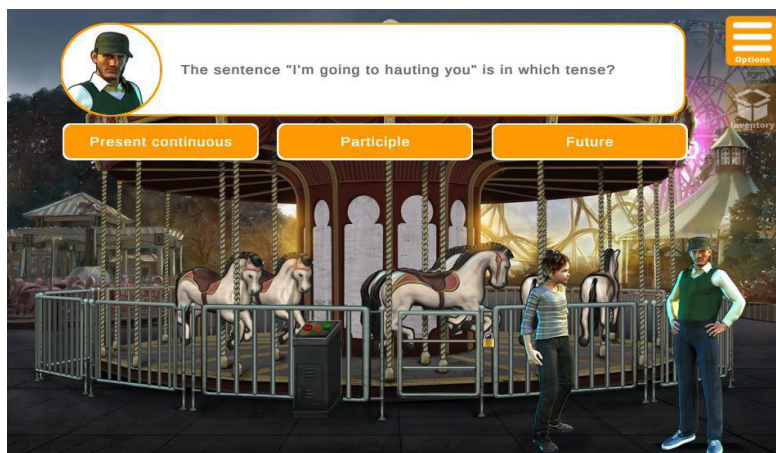 The sentence "I'm going to hauting you" is in which tense?
Options
Inventory
Present continuous
Participle
Future